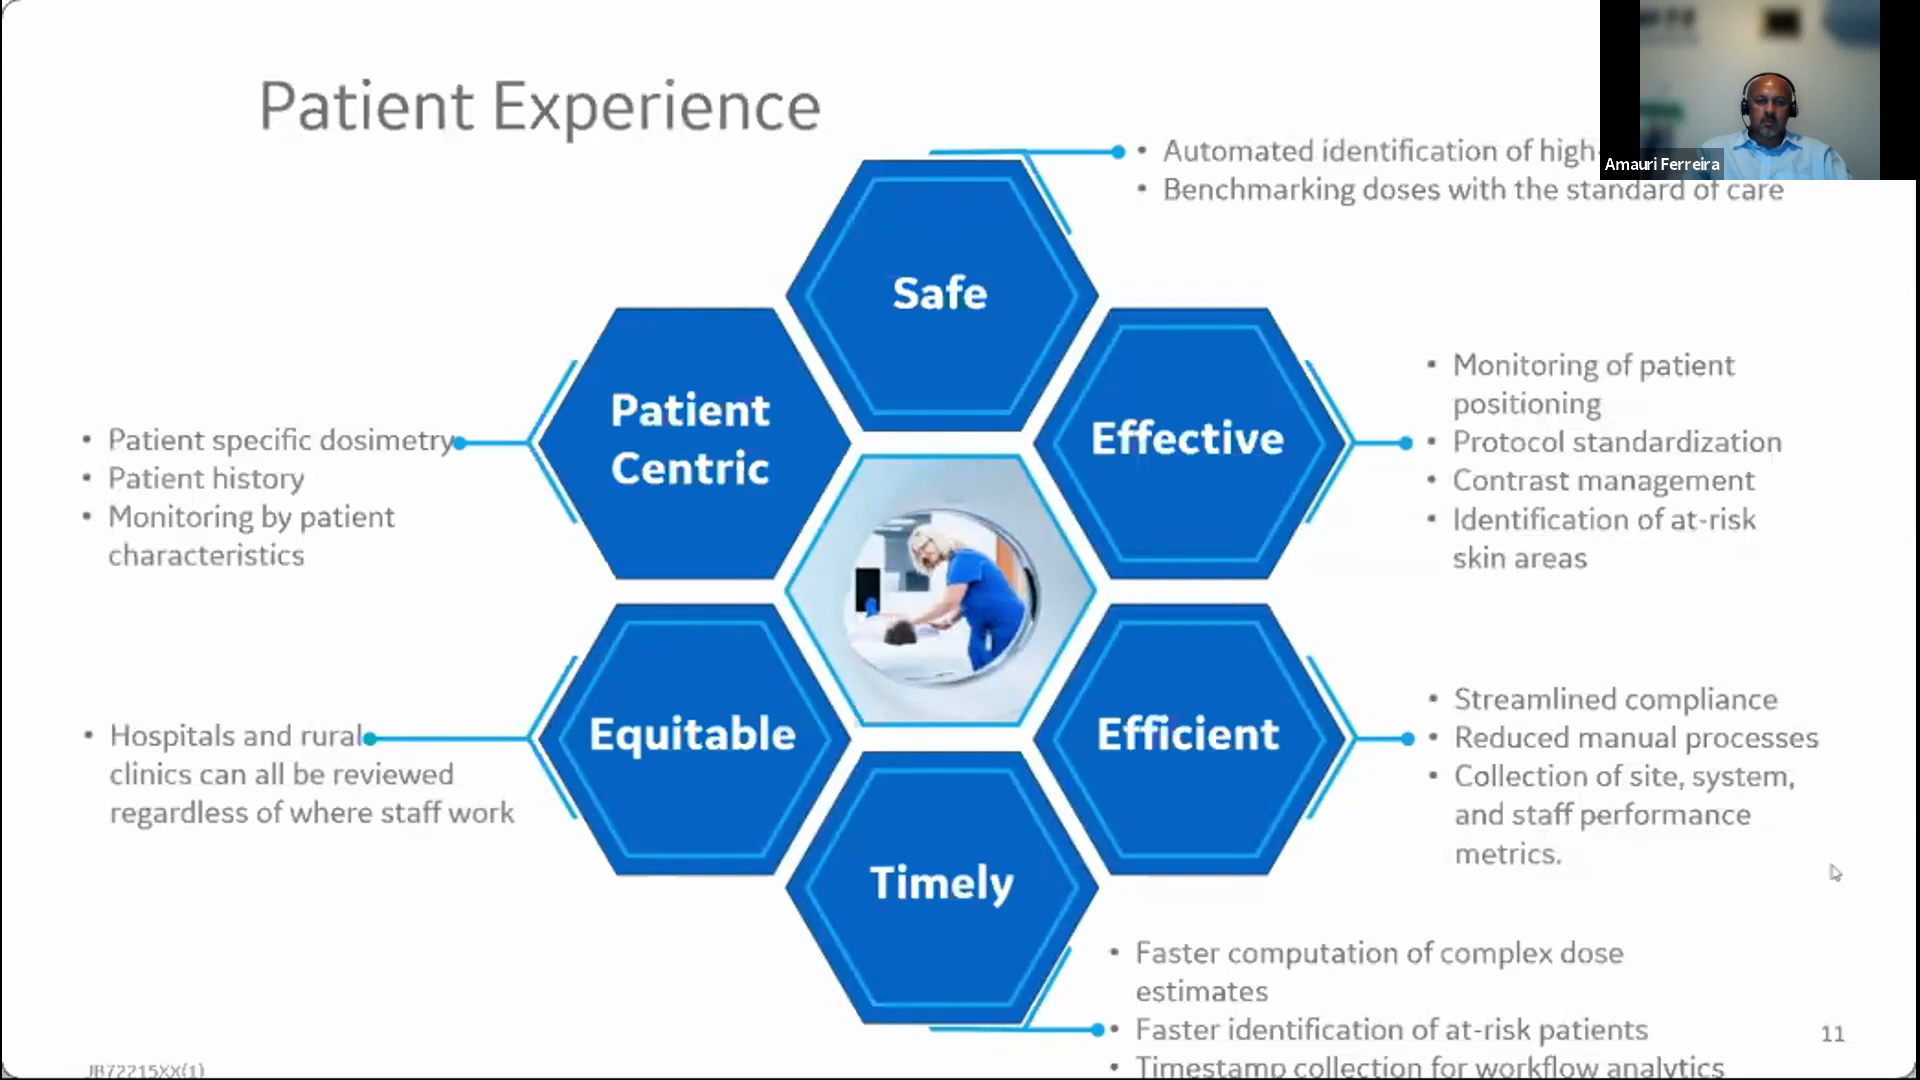 Patient Experience
Amauri Ferreira
• Automated identification of high-
• Benchmarking doses with the standard of care
Safe
Effective
• Monitoring of patient
positioning
• Protocol standardization
• Contrast management
• Identification of at-risk
skin areas
Efficient
• Streamlined compliance
• Reduced manual processes
• Collection of site, system,
and staff performance
metrics.
Timely
• Faster computation of complex dose
estimates
• Faster identification of at-risk patients
• Timestamp collection for workflow analytics
Equitable
• Hospitals and rural
clinics can all be reviewed
regardless of where staff work
Patient
Centric
• Patient specific dosimetry
• Patient history
• Monitoring by patient
characteristics
JB72215XX(1)
11